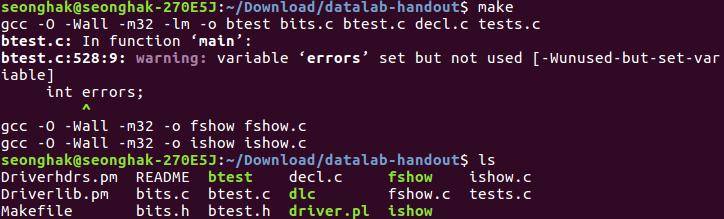 seonghak@seonghak-270E5J:~/Download/datalab-handout$ make
gcc -O -Wall -m32 -lm -o btest bits.c btest.c decl.c tests.c
btest.c: In function ‘main’:
btest.c:528:9: warning: variable ‘errors’ set but not used [-Wunused-but-set-var
iable]
     int errors;
         ^
gcc -O -Wall -m32 -o fshow fshow.c
gcc -O -Wall -m32 -o ishow ishow.c
seonghak@seonghak-270E5J:~/Download/datalab-handout$ ls
Driverhdrs.pm  README  btest    decl.c     fshow    ishow.c
Driverlib.pm   bits.c  btest.c  dlc        fshow.c  tests.c
Makefile       bits.h  btest.h  driver.pl  ishow